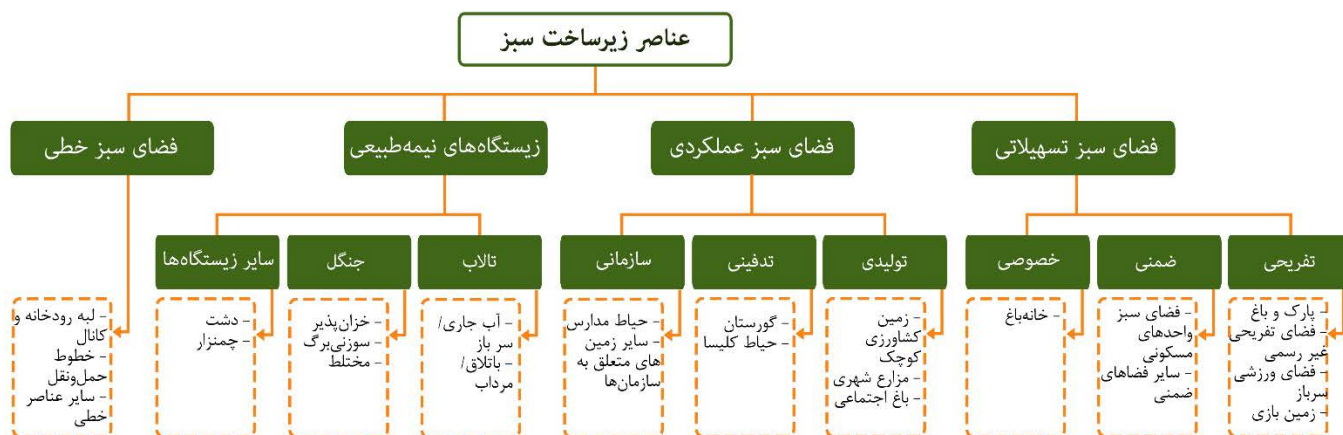 عناصر زیرساخت سبز
فضای سبز تسهیلاتی
فضای سبز عملکردی
زیستگاه‌های نیمه‌طبیعی
فضای سبز خطی
تفریحی
ضمنی
خصوصی
تولیدی
تدفینی
سازمانی
تالاب
جنگل
سایر زیستگاه‌ها
– پارک و باغ
– فضای تفریحی
غیر رسمی
– فضای ورزشی
سرباز
– زمین بازی
– فضای سبز
واحدهای
مسکونی
– سایر فضاهای
ضمنی
– خانه‌باغ
– زمین
کشاورزی
کوچک
– مزارع شهری
– باغ اجتماعی
– گورستان
– حیاط کلیسا
– حیاط مدارس
– سایر زمین
های متعلق به
سازمان‌ها
– آب جاری/
سر باز
– باتلاق/
مرداب
– خزان‌پذیر
– سوزنی‌برگ
– مختلط
– دشت
– چمنزار
– لبه رودخانه و
کانال
– خطوط
حمل‌ونقل
– سایر عناصر
خطی